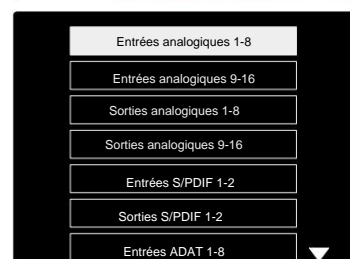 Entrées analogiques 1-8
Entrées analogiques 9-16
Sorties analogiques 1-8
Sorties analogiques 9-16
Entrées S/PDIF 1-2
Sorties S/PDIF 1-2
Entrées ADAT 1-8